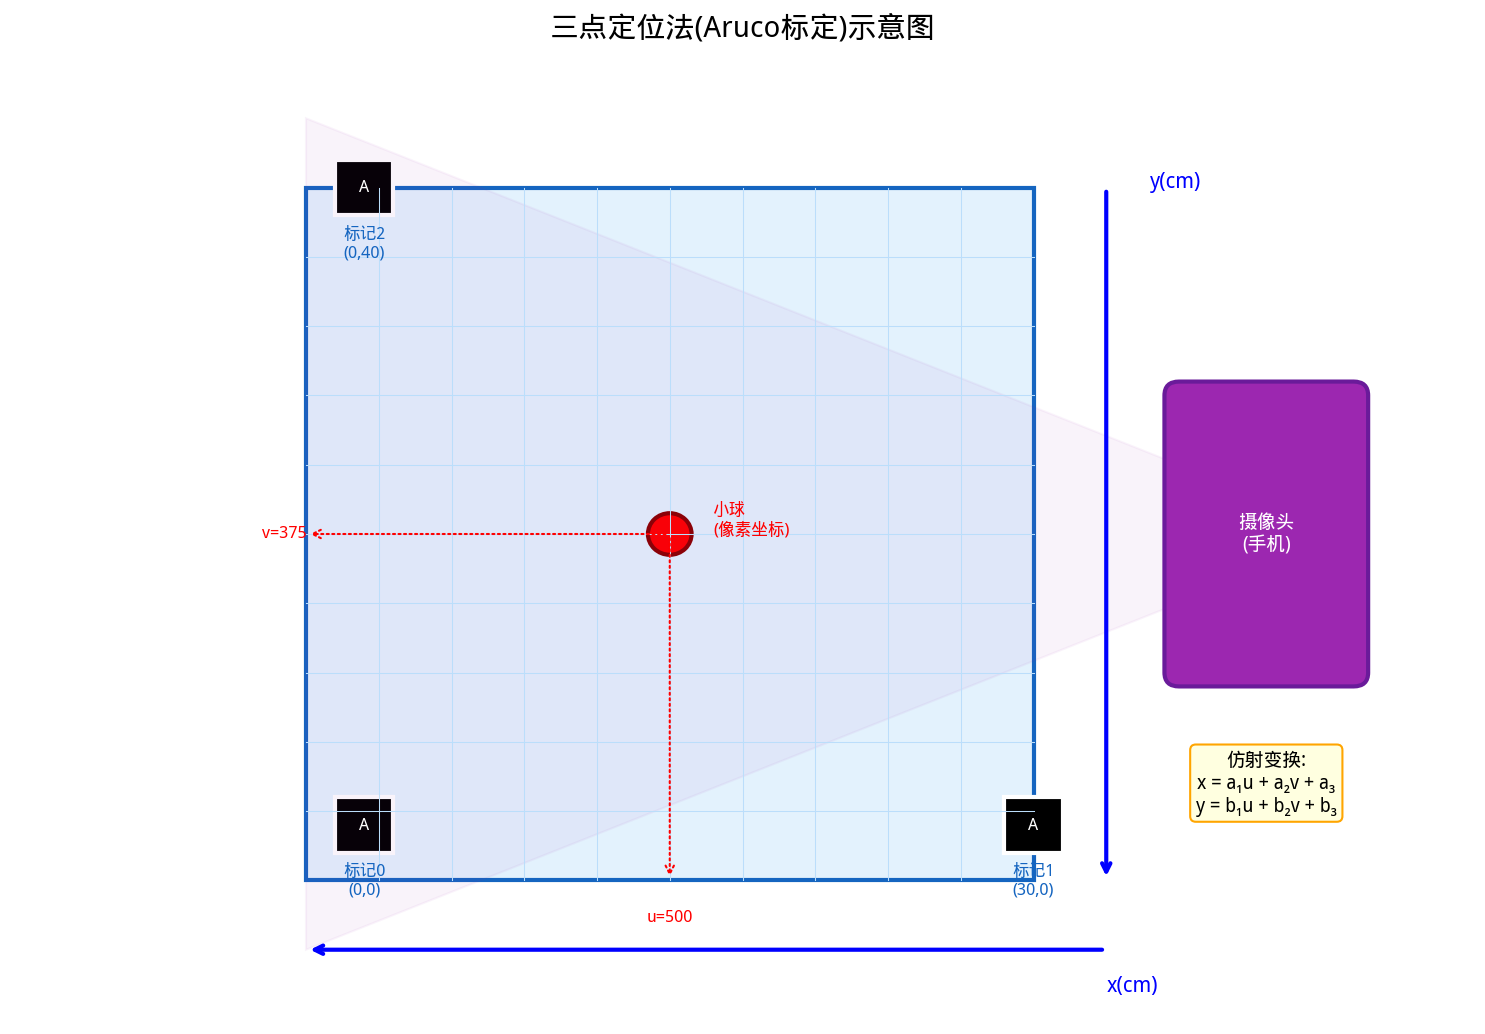 三点定位法(Aruco标定)示意图
y(cm)
A
标记2
(0,40)
小球
(像素坐标)
v=375
摄像头
(手机)
仿射变换:
x = a₁u + a₂v + a₃
y = b₁u + b₂v + b₃
A
标记0
(0,0)
A
标记1
(30,0)
u=500
x(cm)